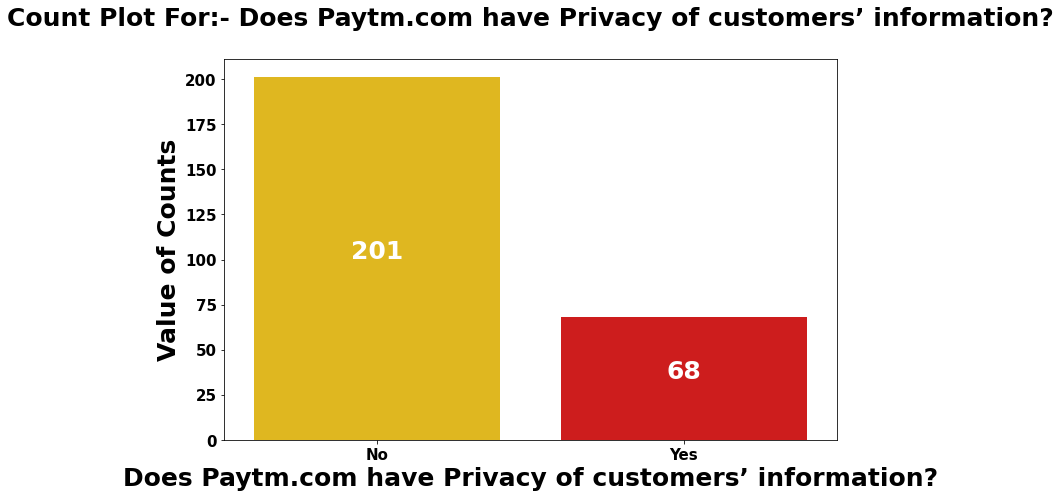 Count Plot For:- Does Paytm.com have Privacy of customers’ information?
Value of Counts
200
175
150
125
100
75
50
25
0
201
68
No Yes
Does Paytm.com have Privacy of customers’ information?